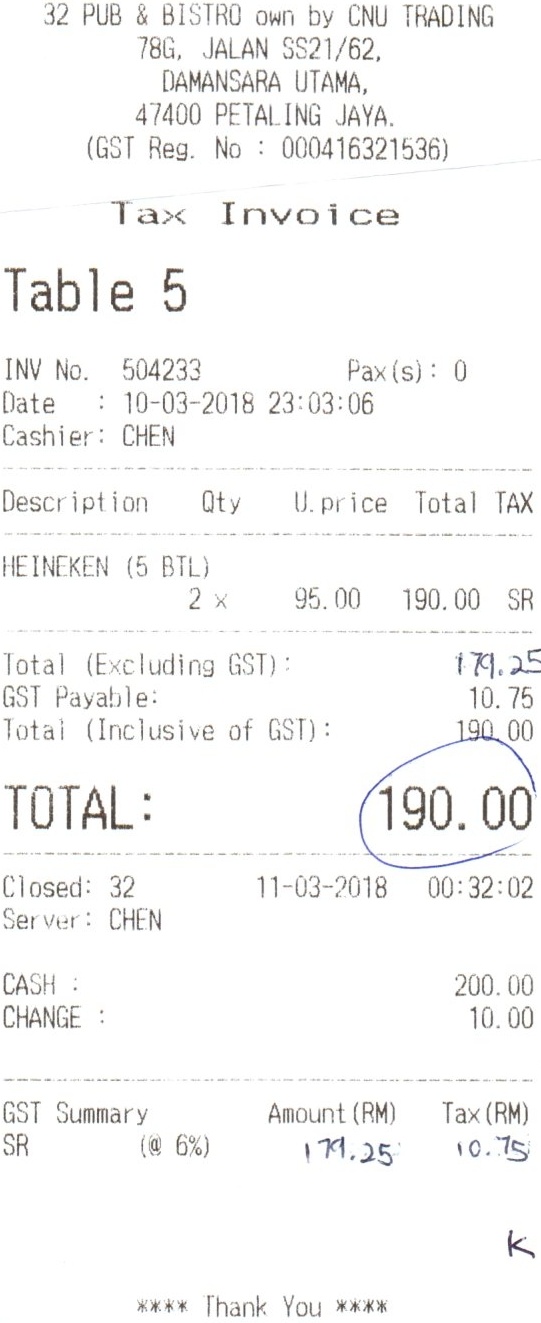 32 PUB & BISTRO own by CNU TRADING
78G, JALAN SS21/62,
DAMANSARA UTAMA,
47400 PETALING JAYA.
(GST Reg. No : 000416321536)
Tax Invoice
Table 5
INV No. 504233 Pax(s): 0
Date : 10-03-2018 23:03:06
Cashier: CHEN
Description Qty U.price Total TAX
HEINEKEN (5 BTL)
2 x 95.00 190.00 SR
Total (Excluding GST): 179.25
GST Payable: 10.75
Total (Inclusive of GST): 190.00
TOTAL: 190.00
Closed: 32 11-03-2018 00:32:02
Server: CHEN
CASH : 200.00
CHANGE : 10.00
GST Summary Amount(RM) Tax(RM)
SR (@ 6%) 179.25 10.75
K
**** Thank You ****